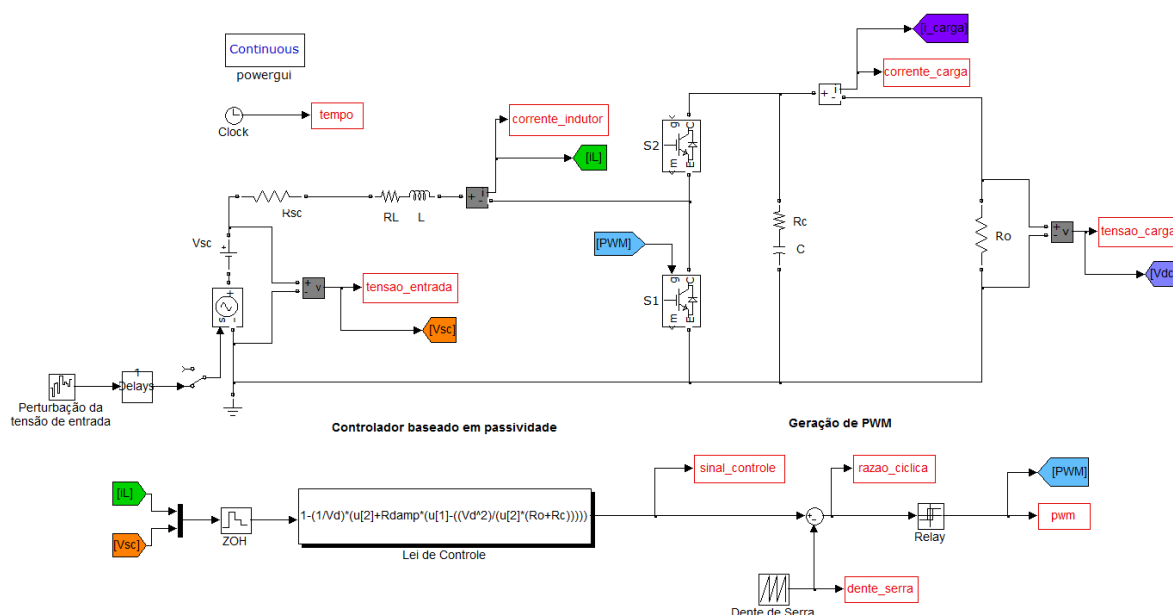 Continuous
powergui
Clock
tempo
corrente_indutor
[iL]
[i_carga]
corrente_carga
Rsc
RL
L
+
-
i
S2
g
C
m
E
Rc
C
Ro
+
-
v
tensao_carga
[Vdc
Vsc
+
+
-
v
tensao_entrada
[Vsc]
s
+
-
[PWM]
S1
g
C
m
E
+
-
i
1
Delays
Perturbação da
tensão de entrada
Controlador baseado em passividade
Geração de PWM
[iL]
[Vsc]
ZOH
1-(1/Vd)*(u[2]+Rdamp*(u[1]-((Vd^2)/(u[2]*(Ro+Rc)))))
Lei de Controle
sinal_controle
razao_ciclica
[PWM]
pwm
Relay
+
-
Dente de Serra
dente_serra